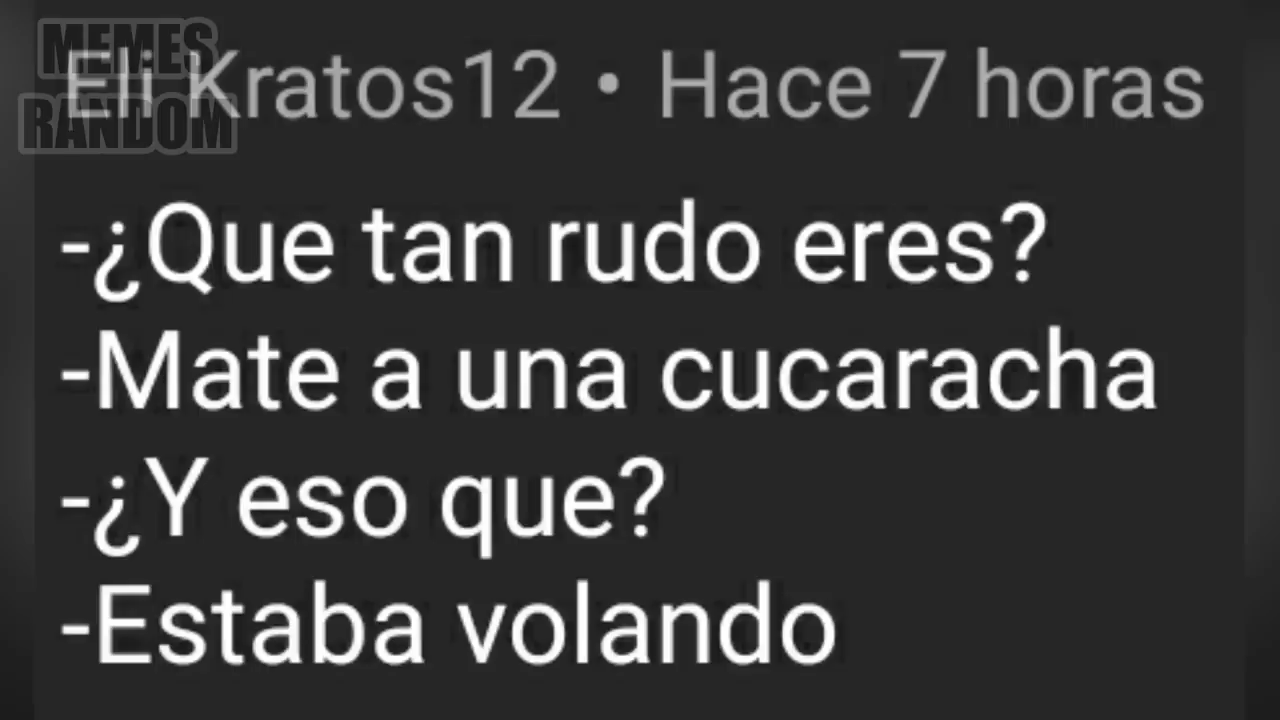 MEMES
RANDOM
Eli Kratos12 • Hace 7 horas
-¿Que tan rudo eres?
-Mate a una cucaracha
-¿Y eso que?
-Estaba volando